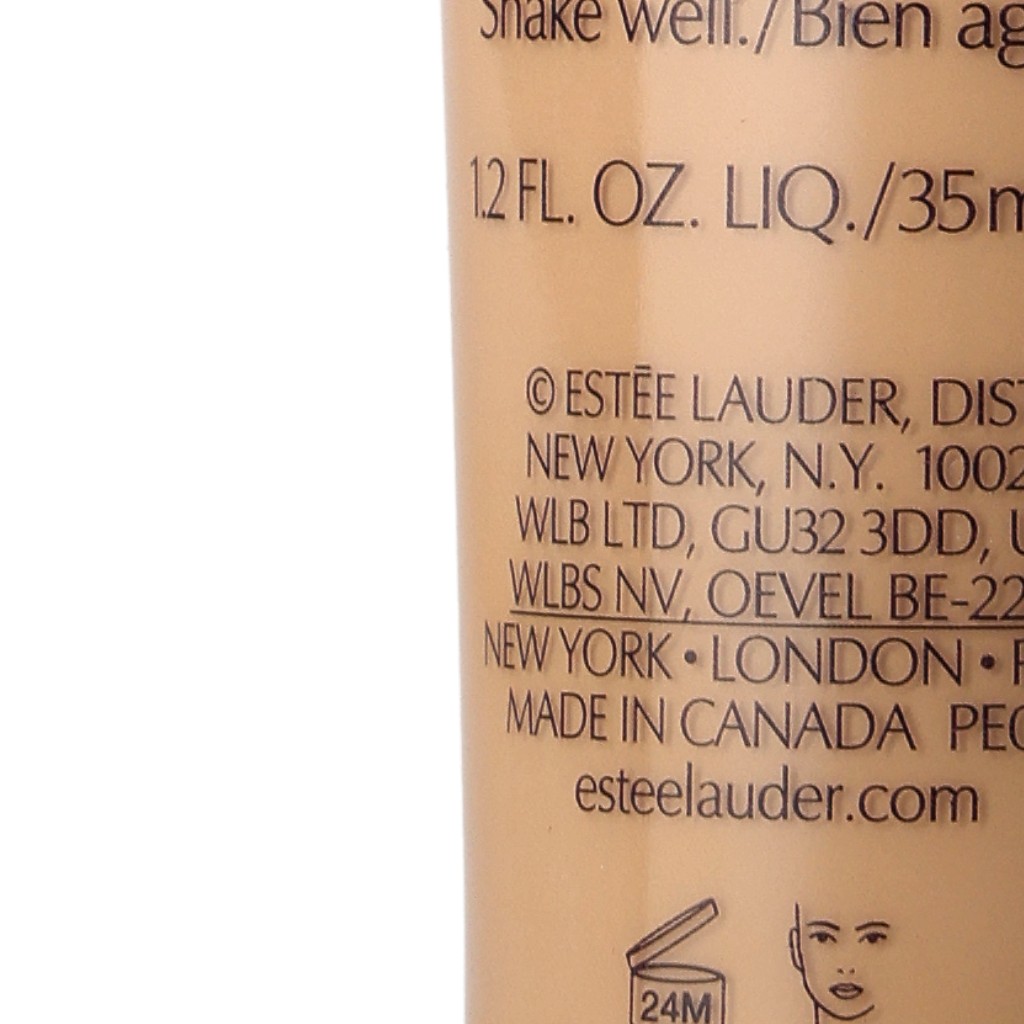 Shake well./Bien ag
1.2 FL. OZ. LIQ./35m
© ESTĒE LAUDER, DIST
NEW YORK, N.Y. 1002
WLB LTD, GU32 3DD, U
WLBS NV, OEVEL BE-22
NEW YORK • LONDON • P
MADE IN CANADA PEO
esteelauder.com
24M